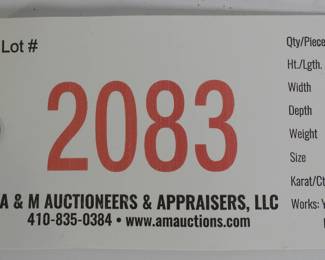 Lot #
2083
A & M AUCTIONEERS & APPRAISERS, LLC
410-835-0384 • www.amauctions.com
Qty/Piece
Ht./Lgth.
Width
Depth
Weight
Size
Karat/Ct
Works: Y